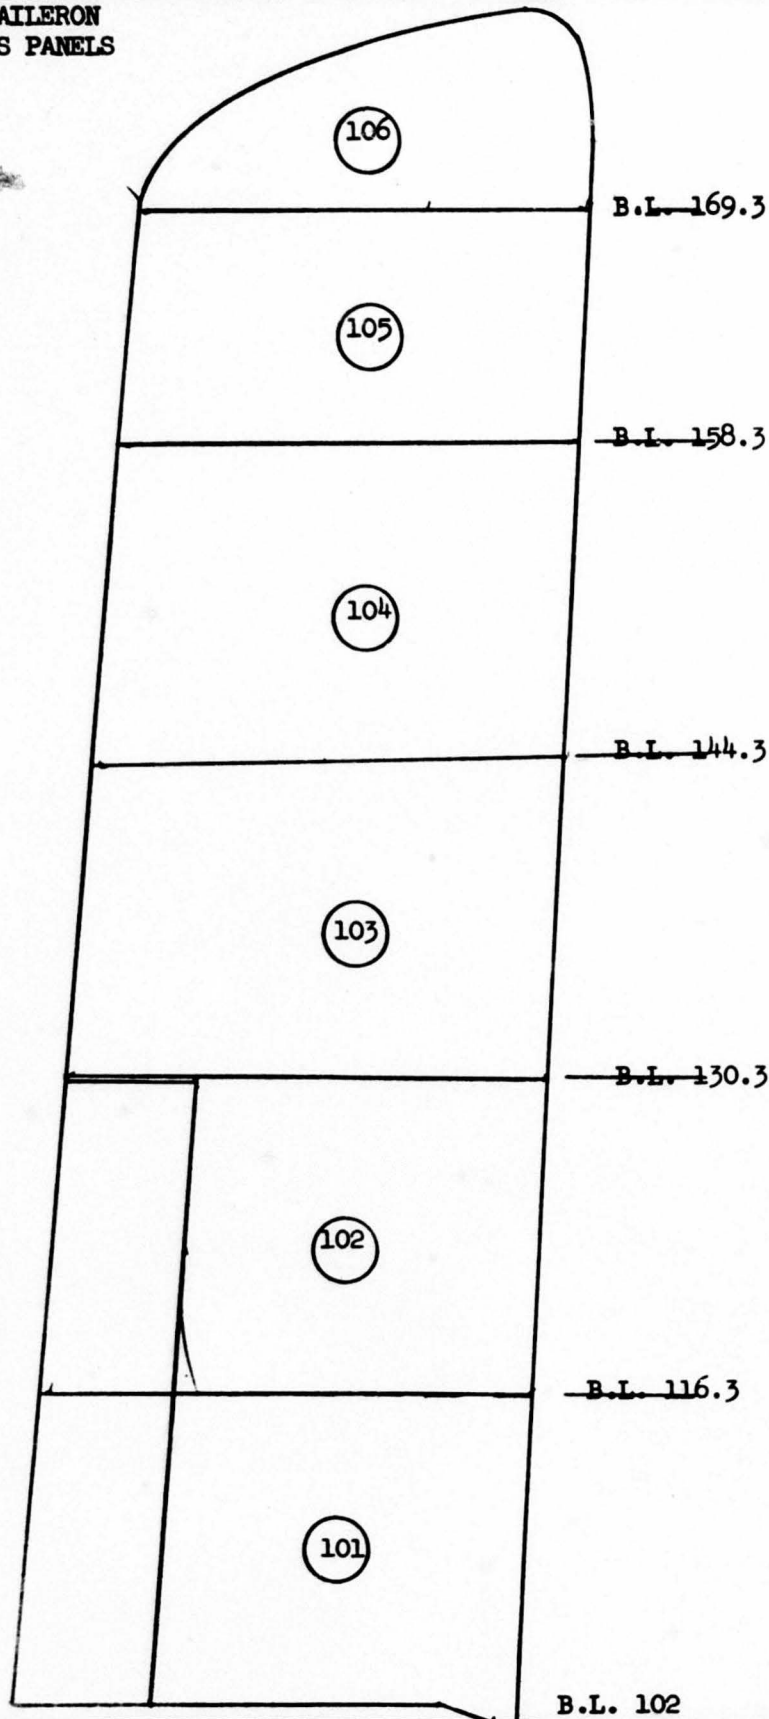 AILERON
S PANELS
106
B.L. 169.3
105
B.L. 158.3
104
B.L. 144.3
103
B.L. 130.3
102
B.L. 116.3
101
B.L. 102